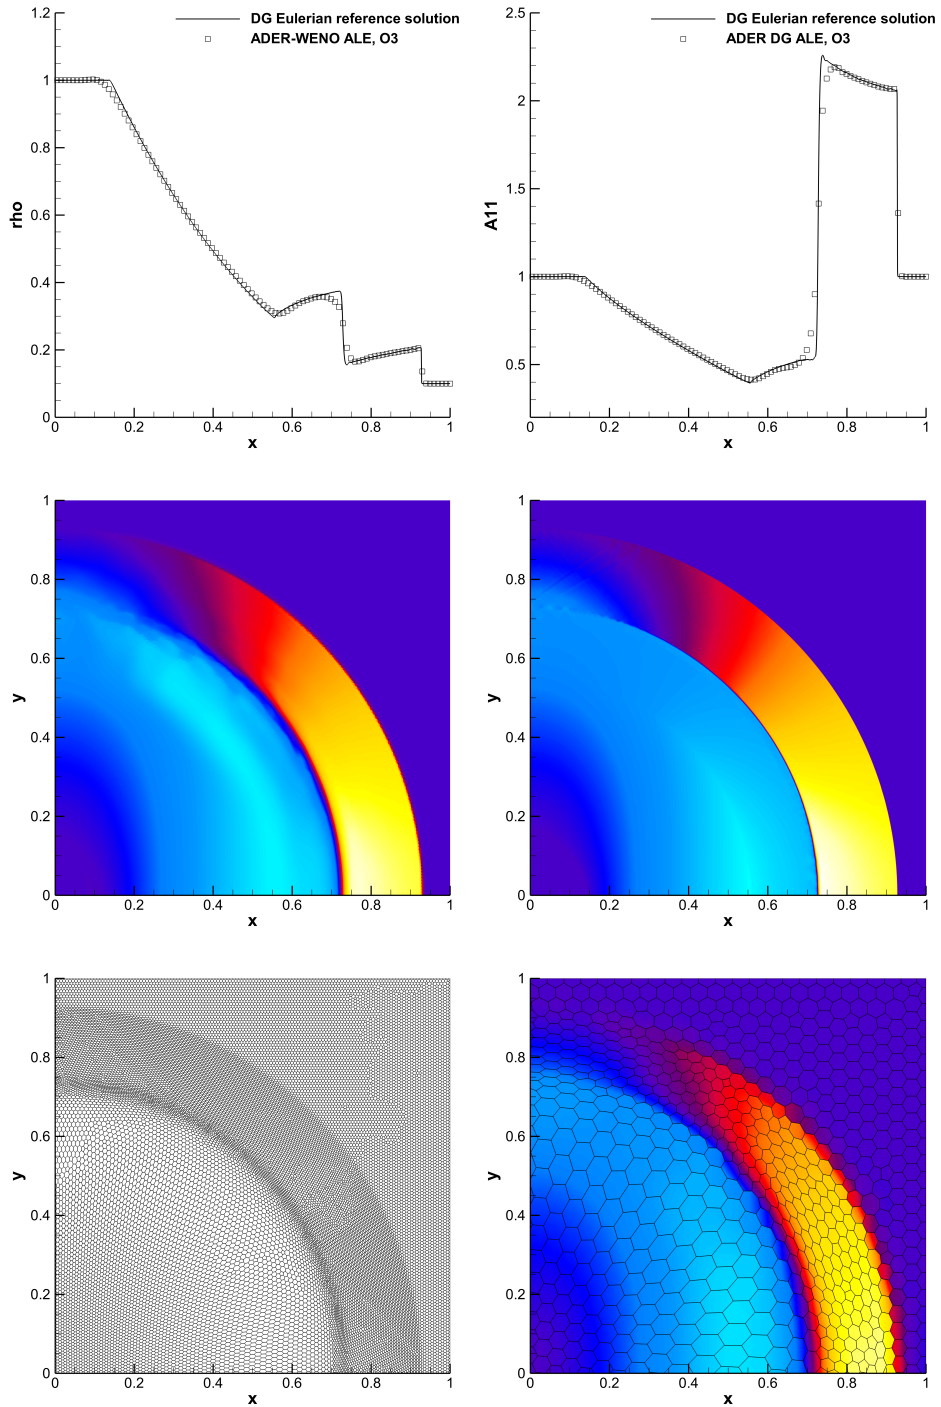 DG Eulerian reference solution
ADER-WENO ALE, O3
1.2
1
0.8
0.6
0.4
0.2
0
rho
0 0.2 0.4 0.6 0.8 1
x
DG Eulerian reference solution
ADER DG ALE, O3
2.5
2
1.5
1
0.5
A11
0 0.2 0.4 0.6 0.8 1
x
1
0.8
0.6
0.4
0.2
0
y
0 0.2 0.4 0.6 0.8 1
x
1
0.8
0.6
0.4
0.2
0
y
0 0.2 0.4 0.6 0.8 1
x
1
0.8
0.6
0.4
0.2
0
y
0 0.2 0.4 0.6 0.8 1
x
1
0.8
0.6
0.4
0.2
0
y
0 0.2 0.4 0.6 0.8 1
x